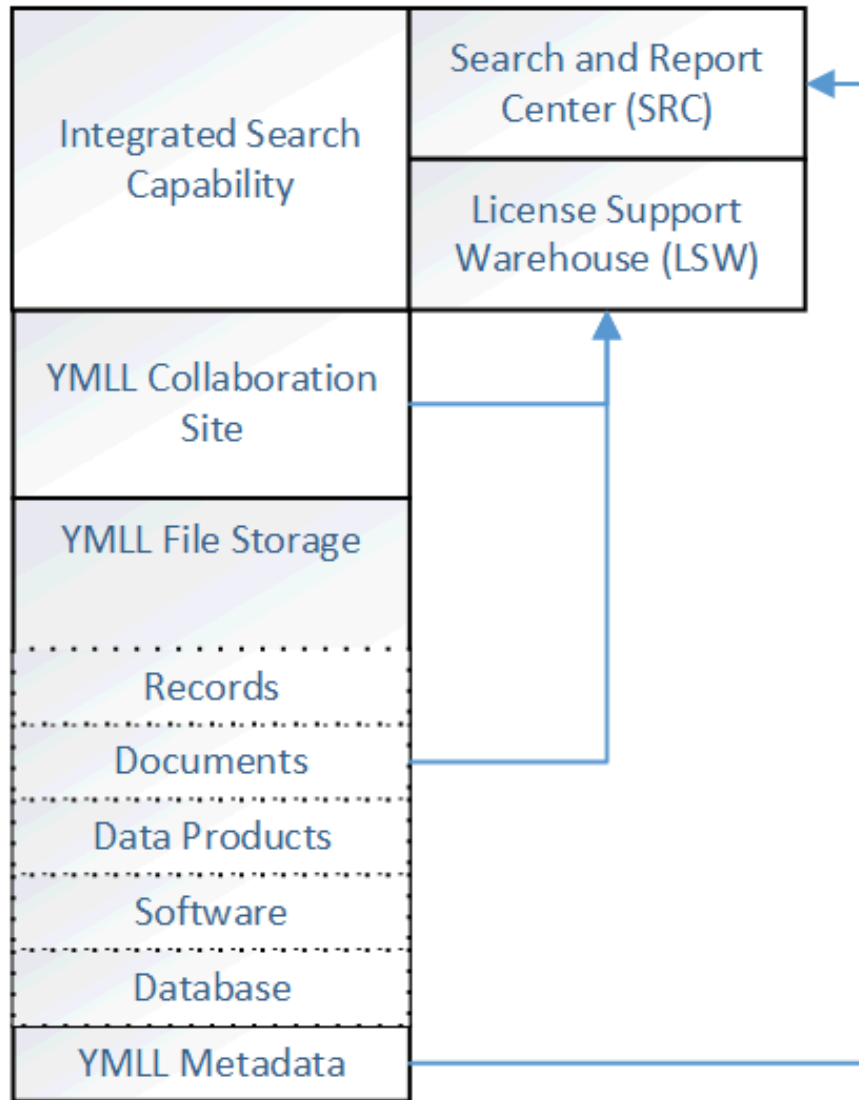 Integrated Search
Capability
Search and Report
Center (SRC)
License Support
Warehouse (LSW)
YMLL Collaboration
Site
YMLL File Storage
Records
Documents
Data Products
Software
Database
YMLL Metadata